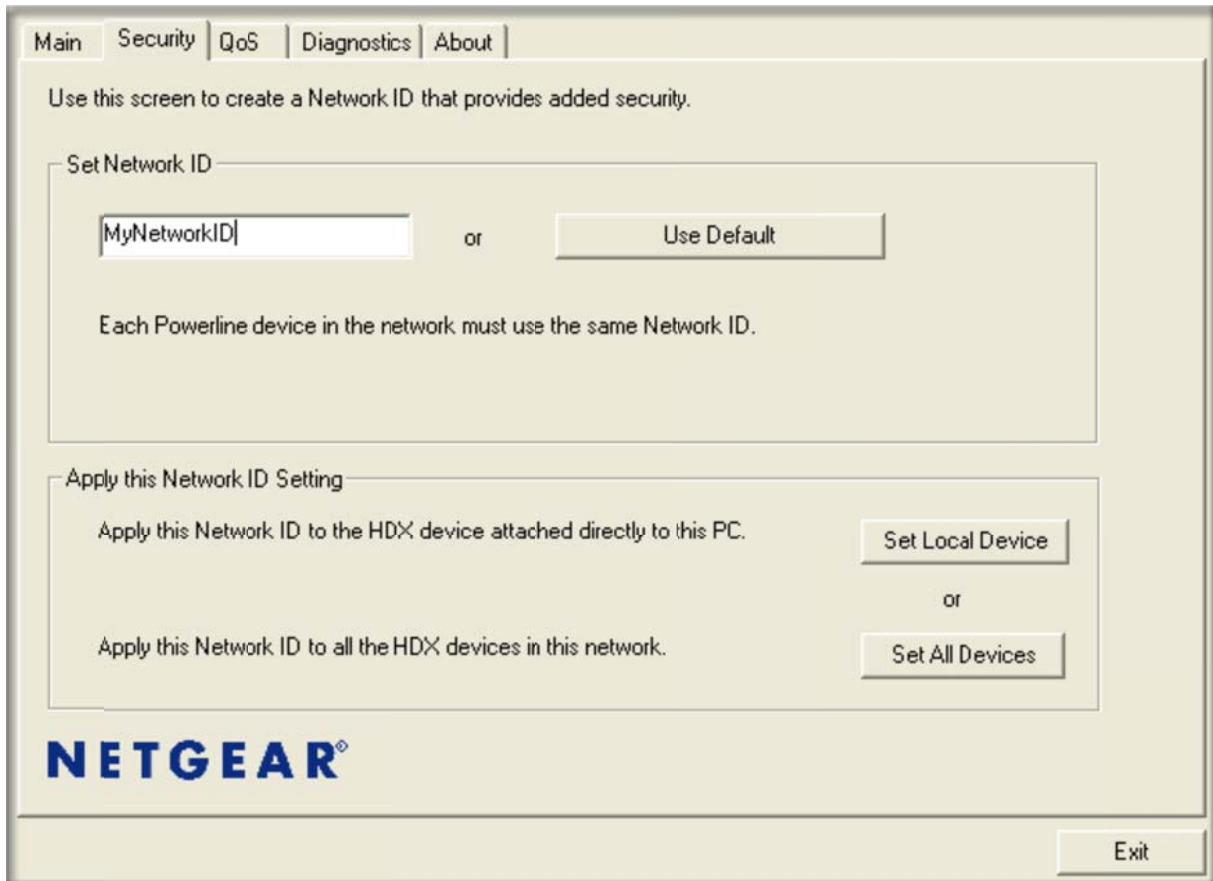 Main Security QoS Diagnostics About
Use this screen to create a Network ID that provides added security.
Set Network ID
MyNetworkID or Use Default
Each Powerline device in the network must use the same Network ID.
Apply this Network ID Setting
Apply this Network ID to the HDX device attached directly to this PC. Set Local Device
or
Apply this Network ID to all the HDX devices in this network. Set All Devices
NETGEAR®
Exit